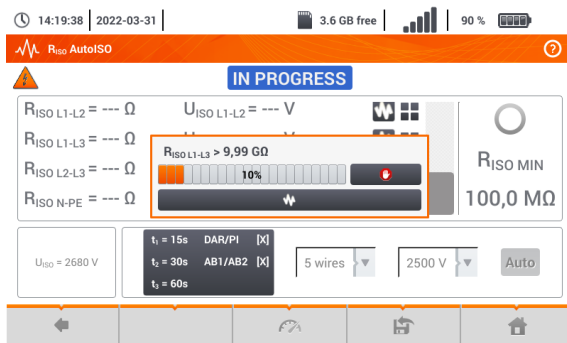 14:19:38 2022-03-31 3.6 GB free 90 %
RISO AutoISO ?
IN PROGRESS
RISO L1-L2 = --- Ω UISO L1-L2 = --- V
RISO L1-L3 = --- Ω
RISO L1-L3 > 9,99 GΩ
10%
RISO L2-L3 = --- Ω
RISO N-PE = --- Ω
RISO MIN
100,0 MΩ
UISO = 2680 V
t1 = 15s DAR/PI [X]
t2 = 30s AB1/AB2 [X]
t3 = 60s
5 wires
2500 V
Auto